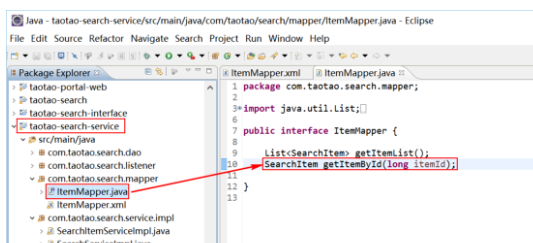 Java - taotao-search-service/src/main/java/com/taotao/search/mapper/ItemMapper.java - Eclipse
File Edit Source Refactor Navigate Search Project Run Window Help
Package Explorer
taotao-portal-web
taotao-search
taotao-search-interface
taotao-search-service
src/main/java
com.taotao.search.dao
com.taotao.search.listener
com.taotao.search.mapper
ItemMapper.java
ItemMapper.xml
com.taotao.search.service.impl
SearchItemServiceImpl.java
SearchServiceImpl.java
ItemMapper.xml
ItemMapper.java
1 package com.taotao.search.mapper;
2
3 import java.util.List;
6
7 public interface ItemMapper {
8
9 List<SearchItem> getItemList();
10 SearchItem getItemById(long itemId);
11
12 }
13